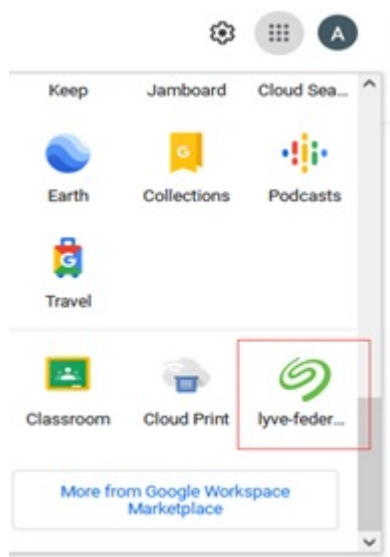 A
Keep Jamboard Cloud Sea...
G
Earth Collections Podcasts
G
Travel
Classroom Cloud Print lyve-feder...
More from Google Workspace
Marketplace